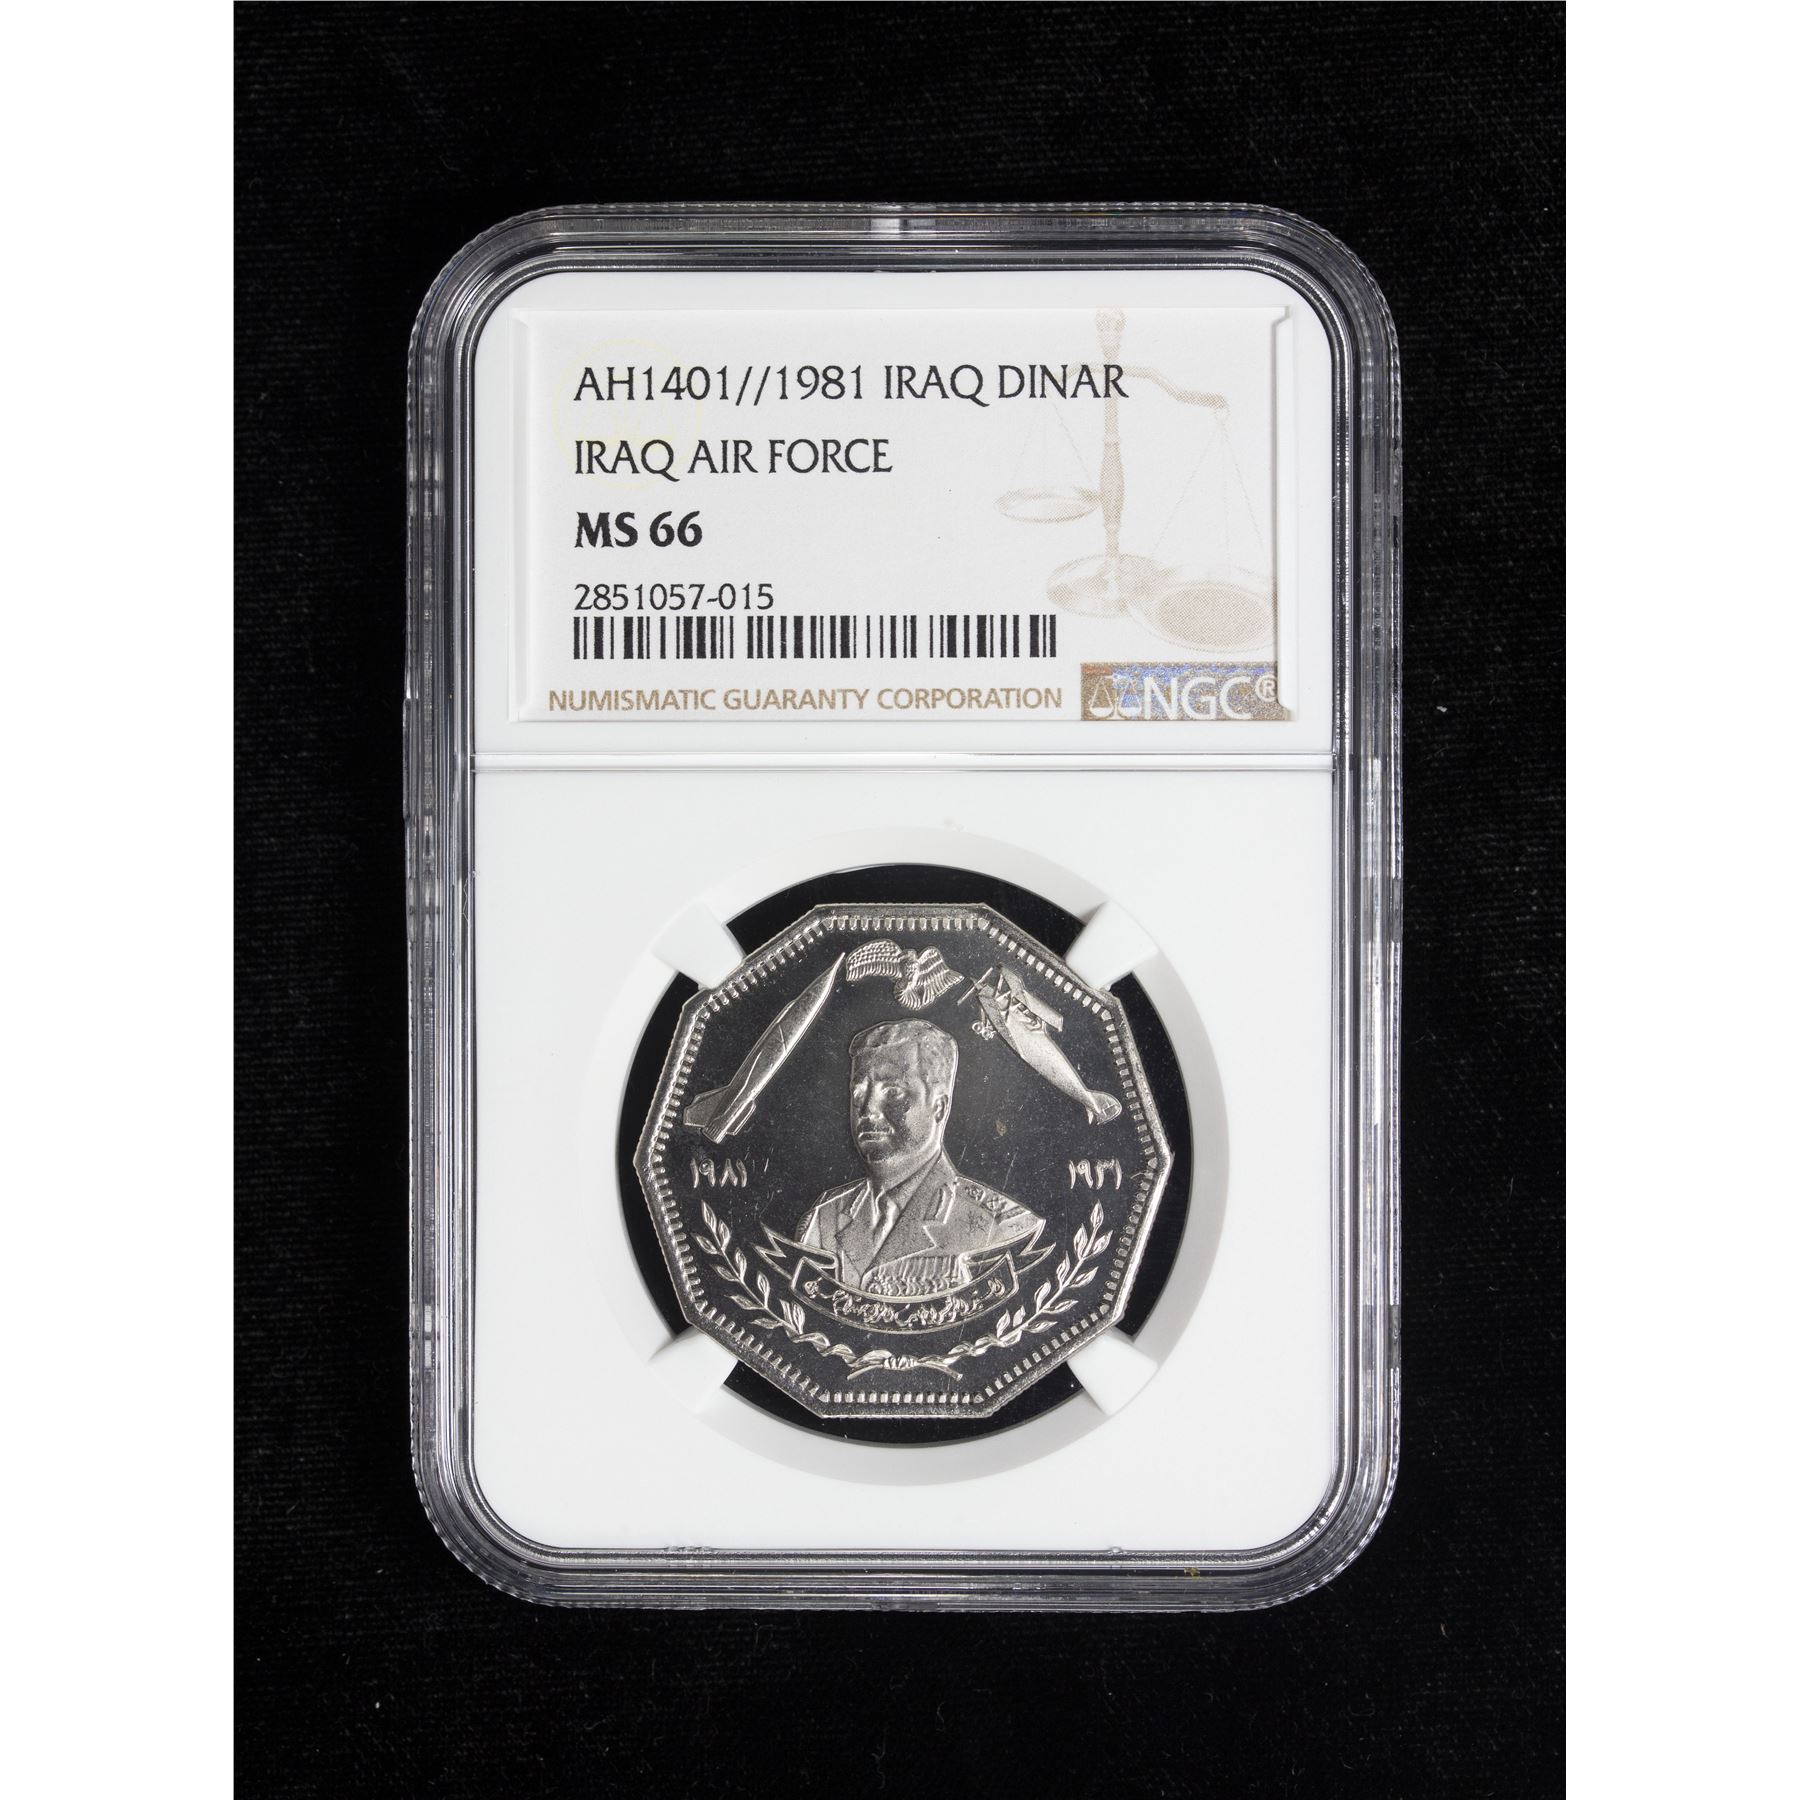 AH1401//1981 IRAQ DINAR
IRAQ AIR FORCE
MS 66
2851057-015
NUMISMATIC GUARANTY CORPORATION NGC®
١٩٨١ ١٩٣١